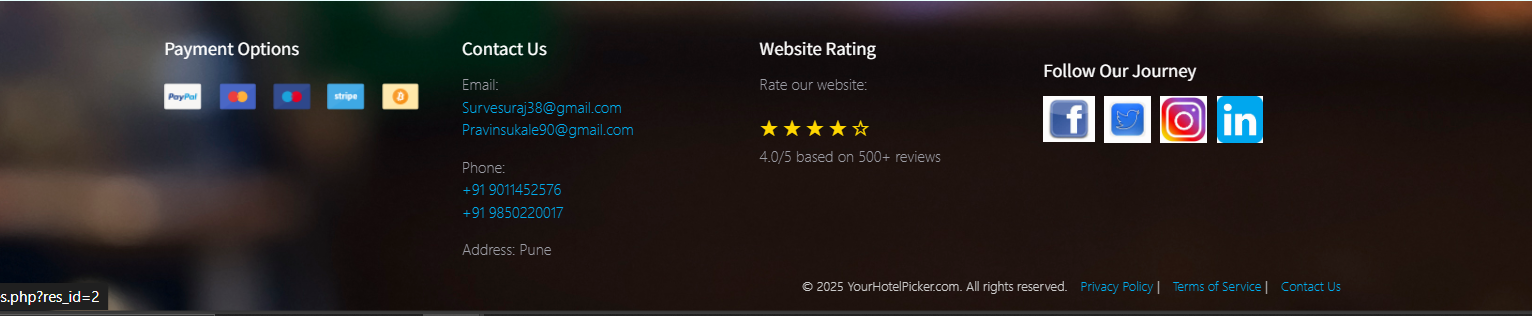 Payment Options
PayPal
stripe
Contact Us
Email:
Survesuraj38@gmail.com
Pravinsukale90@gmail.com
Phone:
+91 9011452576
+91 9850220017
Address: Pune
Website Rating
Rate our website:
★ ★ ★ ★ ☆
4.0/5 based on 500+ reviews
Follow Our Journey
f
in
© 2025 YourHotelPicker.com. All rights reserved. Privacy Policy | Terms of Service | Contact Us
s.php?res_id=2